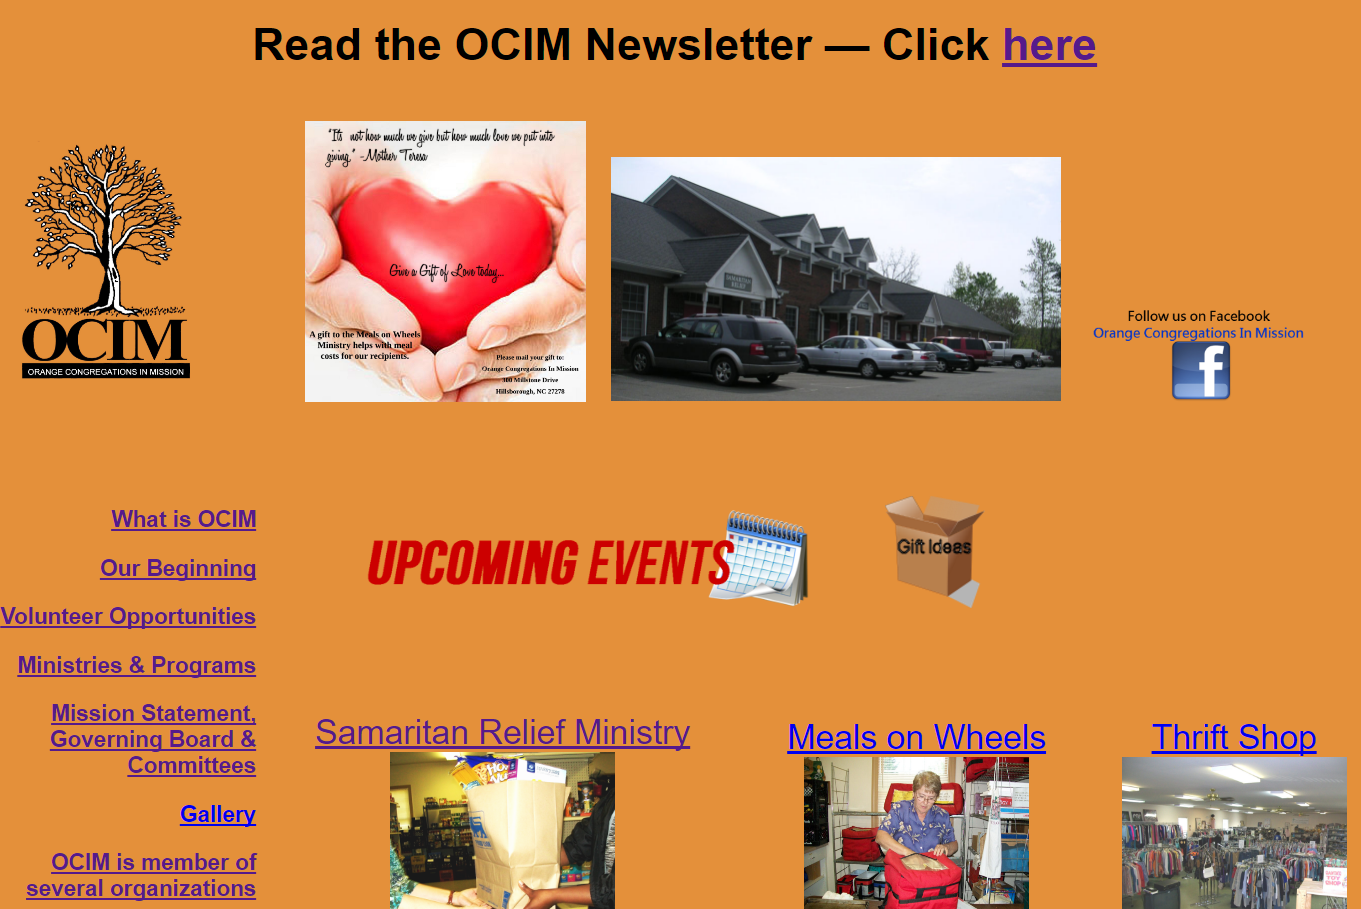 Read the OCIM Newsletter — Click here
"It's not how much we give but how much love we put into
giving." -Mother Teresa
Give a Gift of Love today...
A gift to the Meals on Wheels
Ministry helps with meal
costs for our recipients.
Please mail your gift to:
Orange Congregations In Mission
300 Millstone Drive
Hillsborough, NC 27278
OCIM
ORANGE CONGREGATIONS IN MISSION
SAMARITAN
RELIEF
Follow us on Facebook
Orange Congregations In Mission
f
What is OCIM
Our Beginning
Volunteer Opportunities
Ministries & Programs
Mission Statement,
Governing Board &
Committees
Gallery
OCIM is member of
several organizations
UPCOMING EVENTS
Gift Ideas
Samaritan Relief Ministry
Meals on Wheels
Thrift Shop